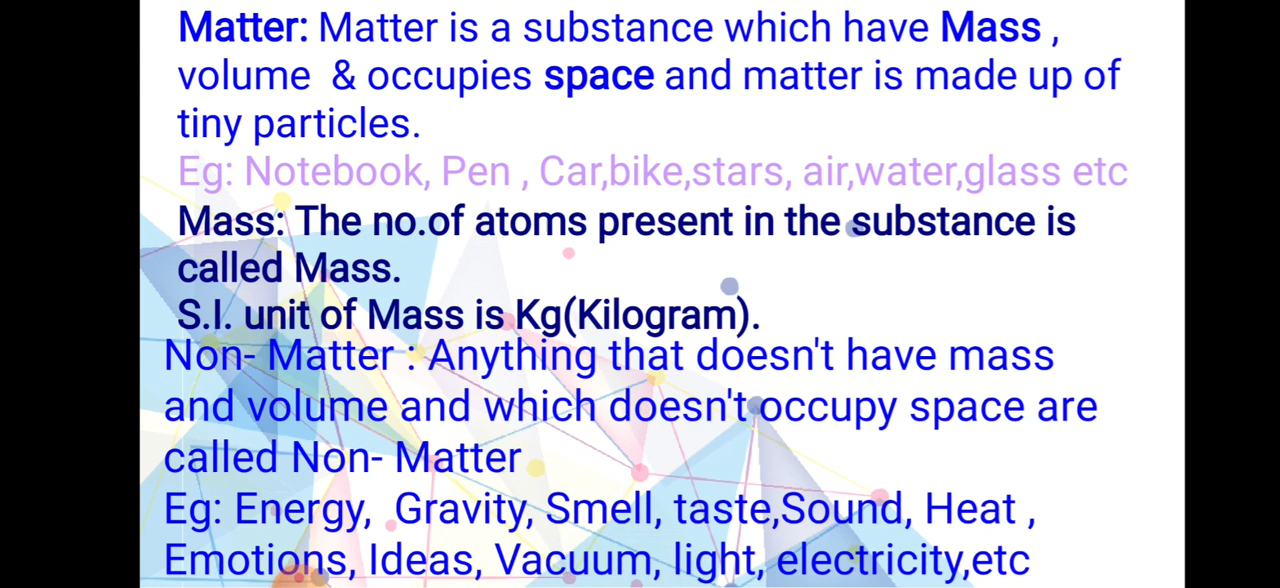 Matter: Matter is a substance which have Mass ,
volume & occupies space and matter is made up of
tiny particles.
Eg: Notebook, Pen , Car,bike,stars, air,water,glass etc
Mass: The no.of atoms present in the substance is
called Mass.
S.I. unit of Mass is Kg(Kilogram).
Non- Matter : Anything that doesn't have mass
and volume and which doesn't occupy space are
called Non- Matter
Eg: Energy, Gravity, Smell, taste,Sound, Heat ,
Emotions, Ideas, Vacuum, light, electricity,etc